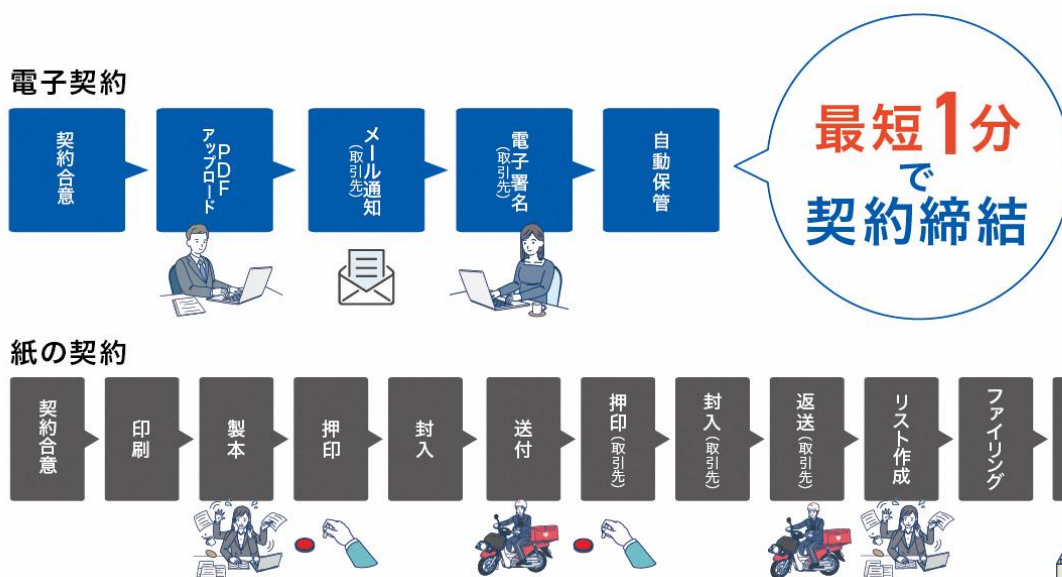 電子契約
契約合意
PDF
アップロード
メール通知
(取引先)
電子署名
(取引先)
自動保管
最短1分
で
契約締結
紙の契約
契約合意
印刷
製本
押印
封入
送付
押印(取引先)
封入(取引先)
返送(取引先)
リスト作成
ファイリング